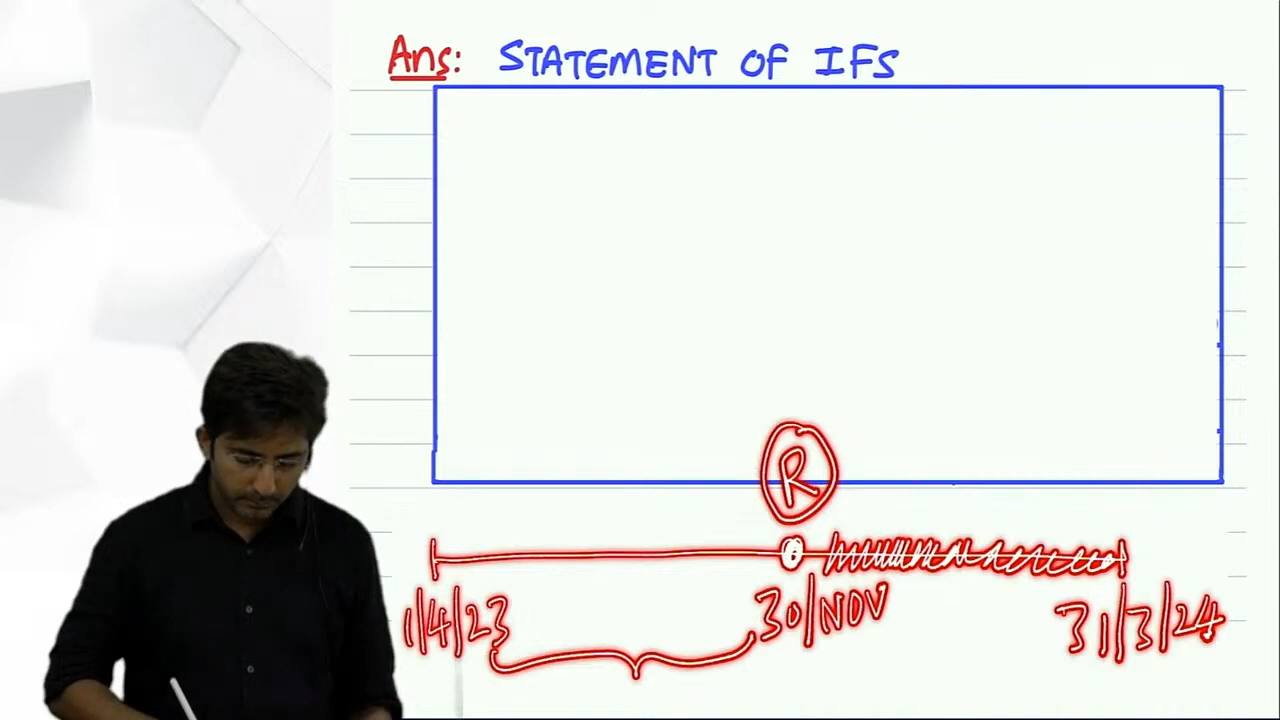 Ans: STATEMENT OF IFS
R
1/4/23 30/NOV 31/3/24